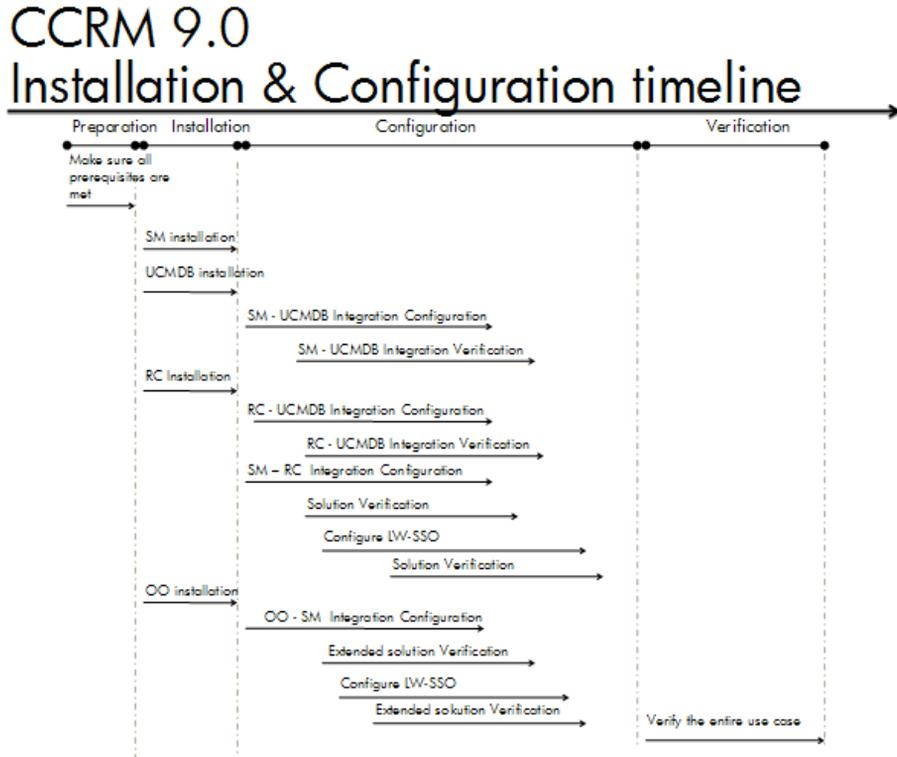 CCRM 9.0
Installation & Configuration timeline
Preparation Installation Configuration Verification
Make sure all
prerequisites are
met
SM installation
UCMDB installation
SM - UCMDB Integration Configuration
SM - UCMDB Integration Verification
RC Installation
RC - UCMDB Integration Configuration
RC - UCMDB Integration Verification
SM – RC Integration Configuration
Solution Verification
Configure LW-SSO
Solution Verification
OO installation
OO - SM Integration Configuration
Extended solution Verification
Configure LW-SSO
Extended sokution Verification
Verify the entire use case